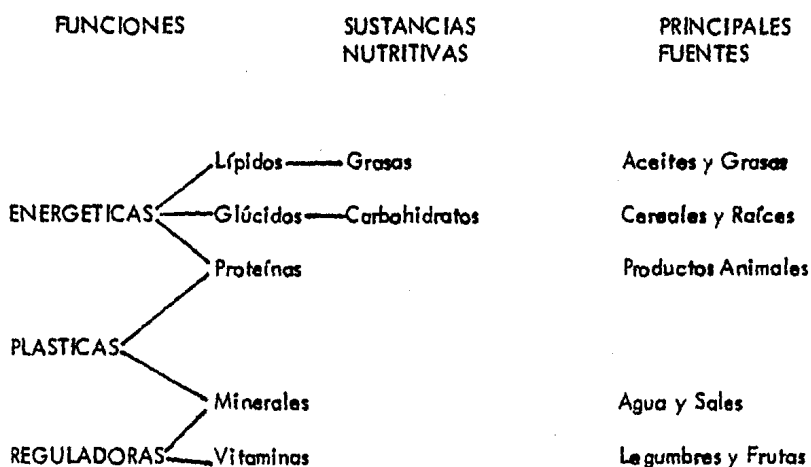 FUNCIONES SUSTANCIAS PRINCIPALES
NUTRITIVAS FUENTES
Lípidos Grasas Aceites y Grasas
ENERGETICAS Glúcidos Carbohidratos Cereales y Raíces
Proteínas Productos Animales
PLASTICAS
Minerales Agua y Sales
REGULADORAS Vitaminas Legumbres y Frutas